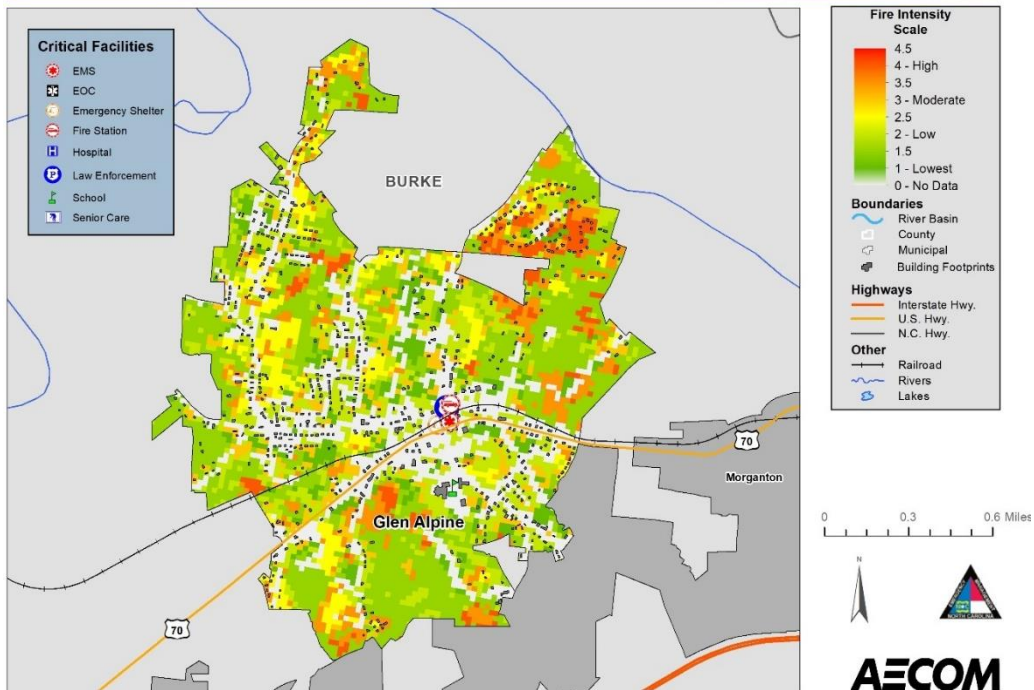 Critical Facilities
EMS
EOC
Emergency Shelter
Fire Station
Hospital
Law Enforcement
School
Senior Care
BURKE
Glen Alpine
Morganton
70
70
Fire Intensity
Scale
4.5
4 - High
3.5
3 - Moderate
2.5
2 - Low
1.5
1 - Lowest
0 - No Data
Boundaries
River Basin
County
Municipal
Building Footprints
Highways
Interstate Hwy.
U.S. Hwy.
N.C. Hwy.
Other
Railroad
Rivers
Lakes
0 0.3 0.6 Miles
N
NORTH CAROLINA
AECOM